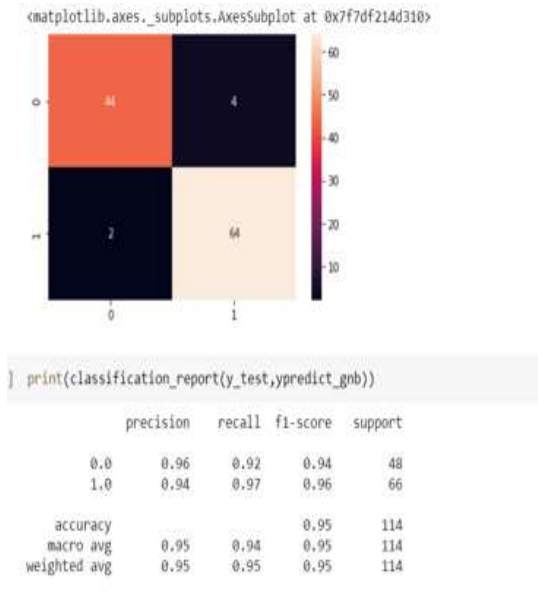 <matplotlib.axes._subplots.AxesSubplot at 0x7f7df214d310>
60
0 44 4
50
40
30
1 2 64
20
10
0 1
] print(classification_report(y_test,ypredict_gnb))
precision recall f1-score support
0.0 0.96 0.92 0.94 48
1.0 0.94 0.97 0.96 66
accuracy 0.95 114
macro avg 0.95 0.94 0.95 114
weighted avg 0.95 0.95 0.95 114